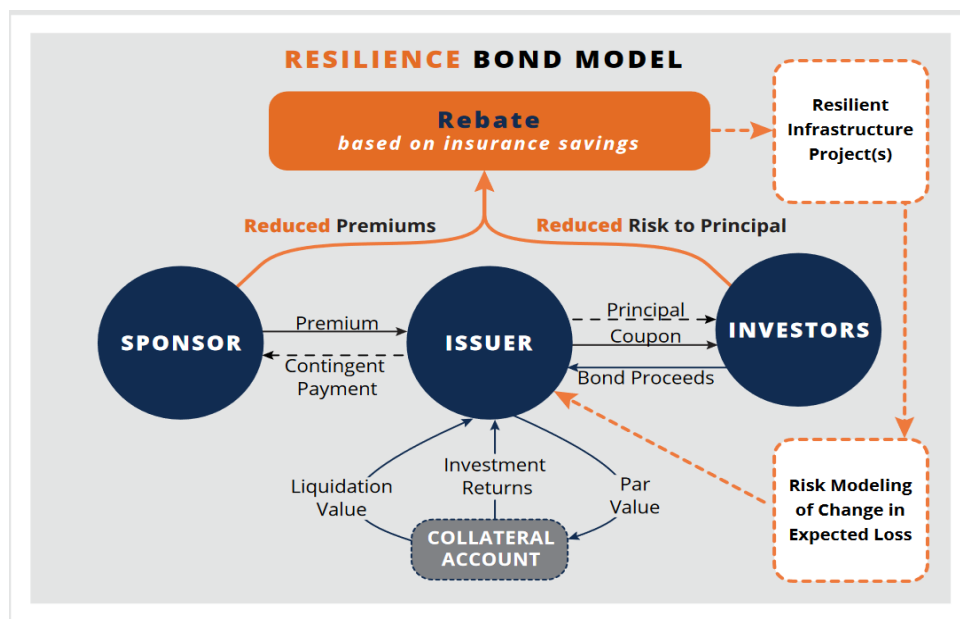 RESILIENCE BOND MODEL
Rebate
based on insurance savings
Resilient
Infrastructure
Project(s)
Reduced Premiums
Reduced Risk to Principal
SPONSOR
Premium
Contingent
Payment
ISSUER
Principal
Coupon
Bond Proceeds
INVESTORS
Liquidation
Value
Investment
Returns
Par
Value
COLLATERAL
ACCOUNT
Risk Modeling
of Change in
Expected Loss